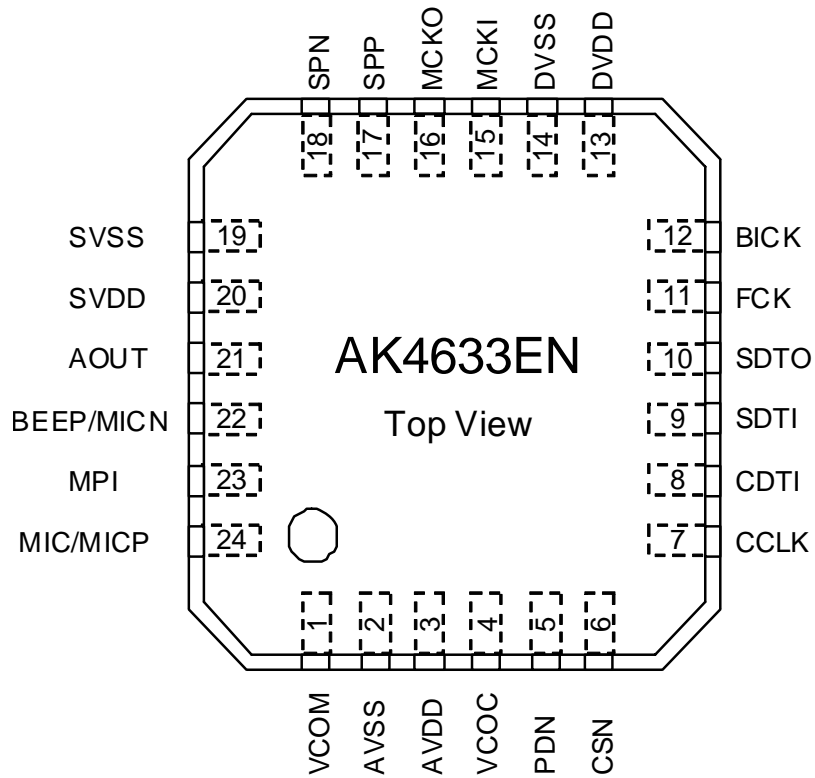 SPN
SPP
MCKO
MCKI
DVSS
DVDD
18
17
16
15
14
13
SVSS 19
12 BICK
SVDD 20
11 FCK
AOUT 21
AK4633EN
10 SDTO
BEEP/MICN 22
Top View
9 SDTI
MPI 23
8 CDTI
MIC/MICP 24
7 CCLK
1
2
3
4
5
6
VCOM
AVSS
AVDD
VCOC
PDN
CSN